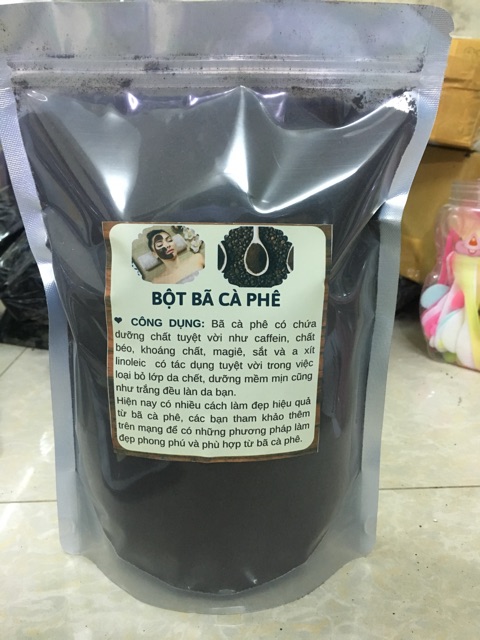 BỘT BÃ CÀ PHÊ
❤ CÔNG DỤNG: Bã cà phê có chứa
dưỡng chất tuyệt vời như caffein, chất
béo, khoáng chất, magiê, sắt và a xít
linoleic có tác dụng tuyệt vời trong việc
loại bỏ lớp da chết, dưỡng mềm mịn cũng
như trắng đều làn da bạn.
Hiện nay có nhiều cách làm đẹp hiệu quả
từ bã cà phê, các bạn tham khảo thêm
trên mạng để có những phương pháp làm
đẹp phong phú và phù hợp từ bã cà phê.